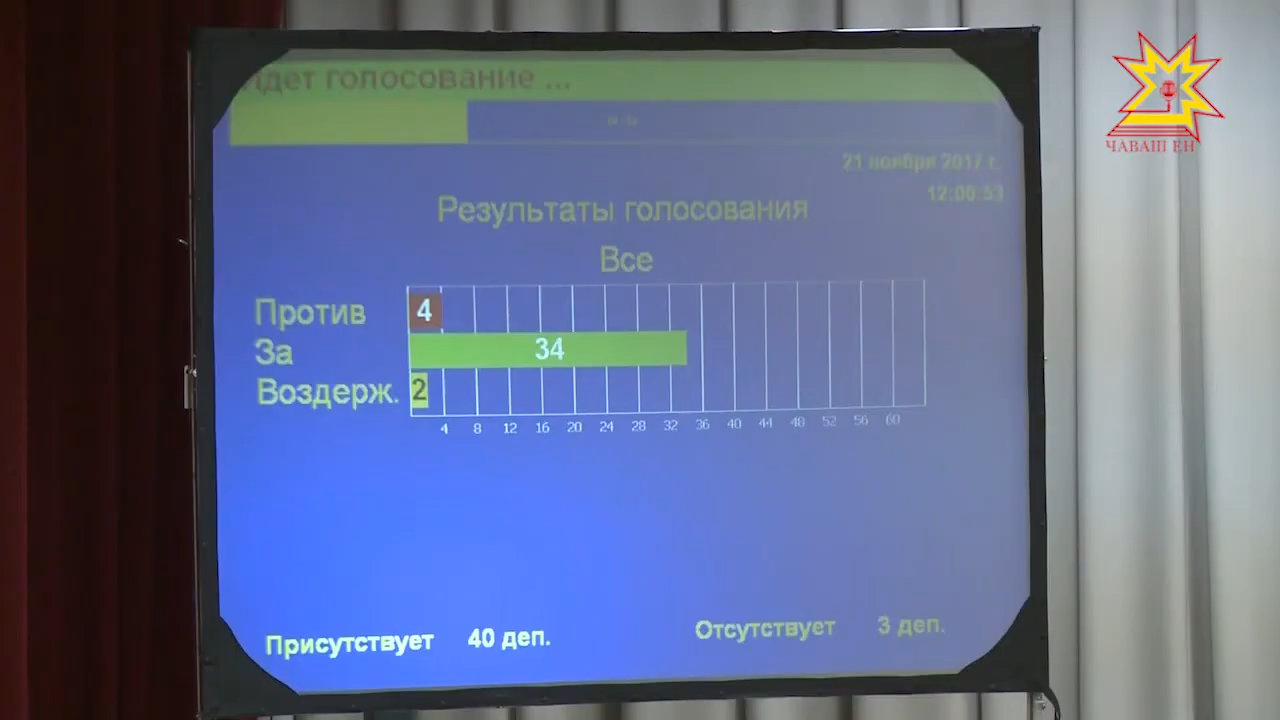 Идет голосование ...
21 ноября 2017 г.
12:00:53
Результаты голосования
Все
Против 4
За 34
Воздерж. 2
4 8 12 16 20 24 28 32 36 40 44 48 52 56 60
Присутствует 40 деп. Отсутствует 3 деп.
ЧАВАШ ЕН